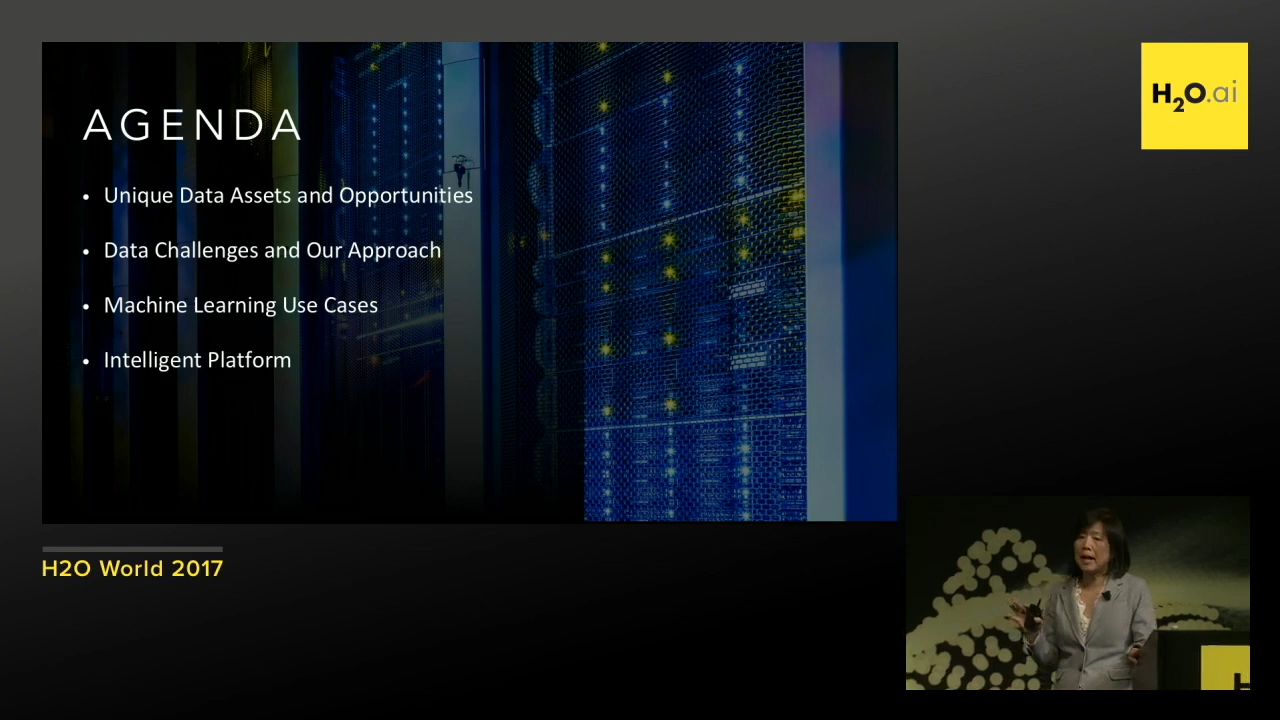 AGENDA
• Unique Data Assets and Opportunities
• Data Challenges and Our Approach
• Machine Learning Use Cases
• Intelligent Platform
H2O.ai
H2O World 2017
H